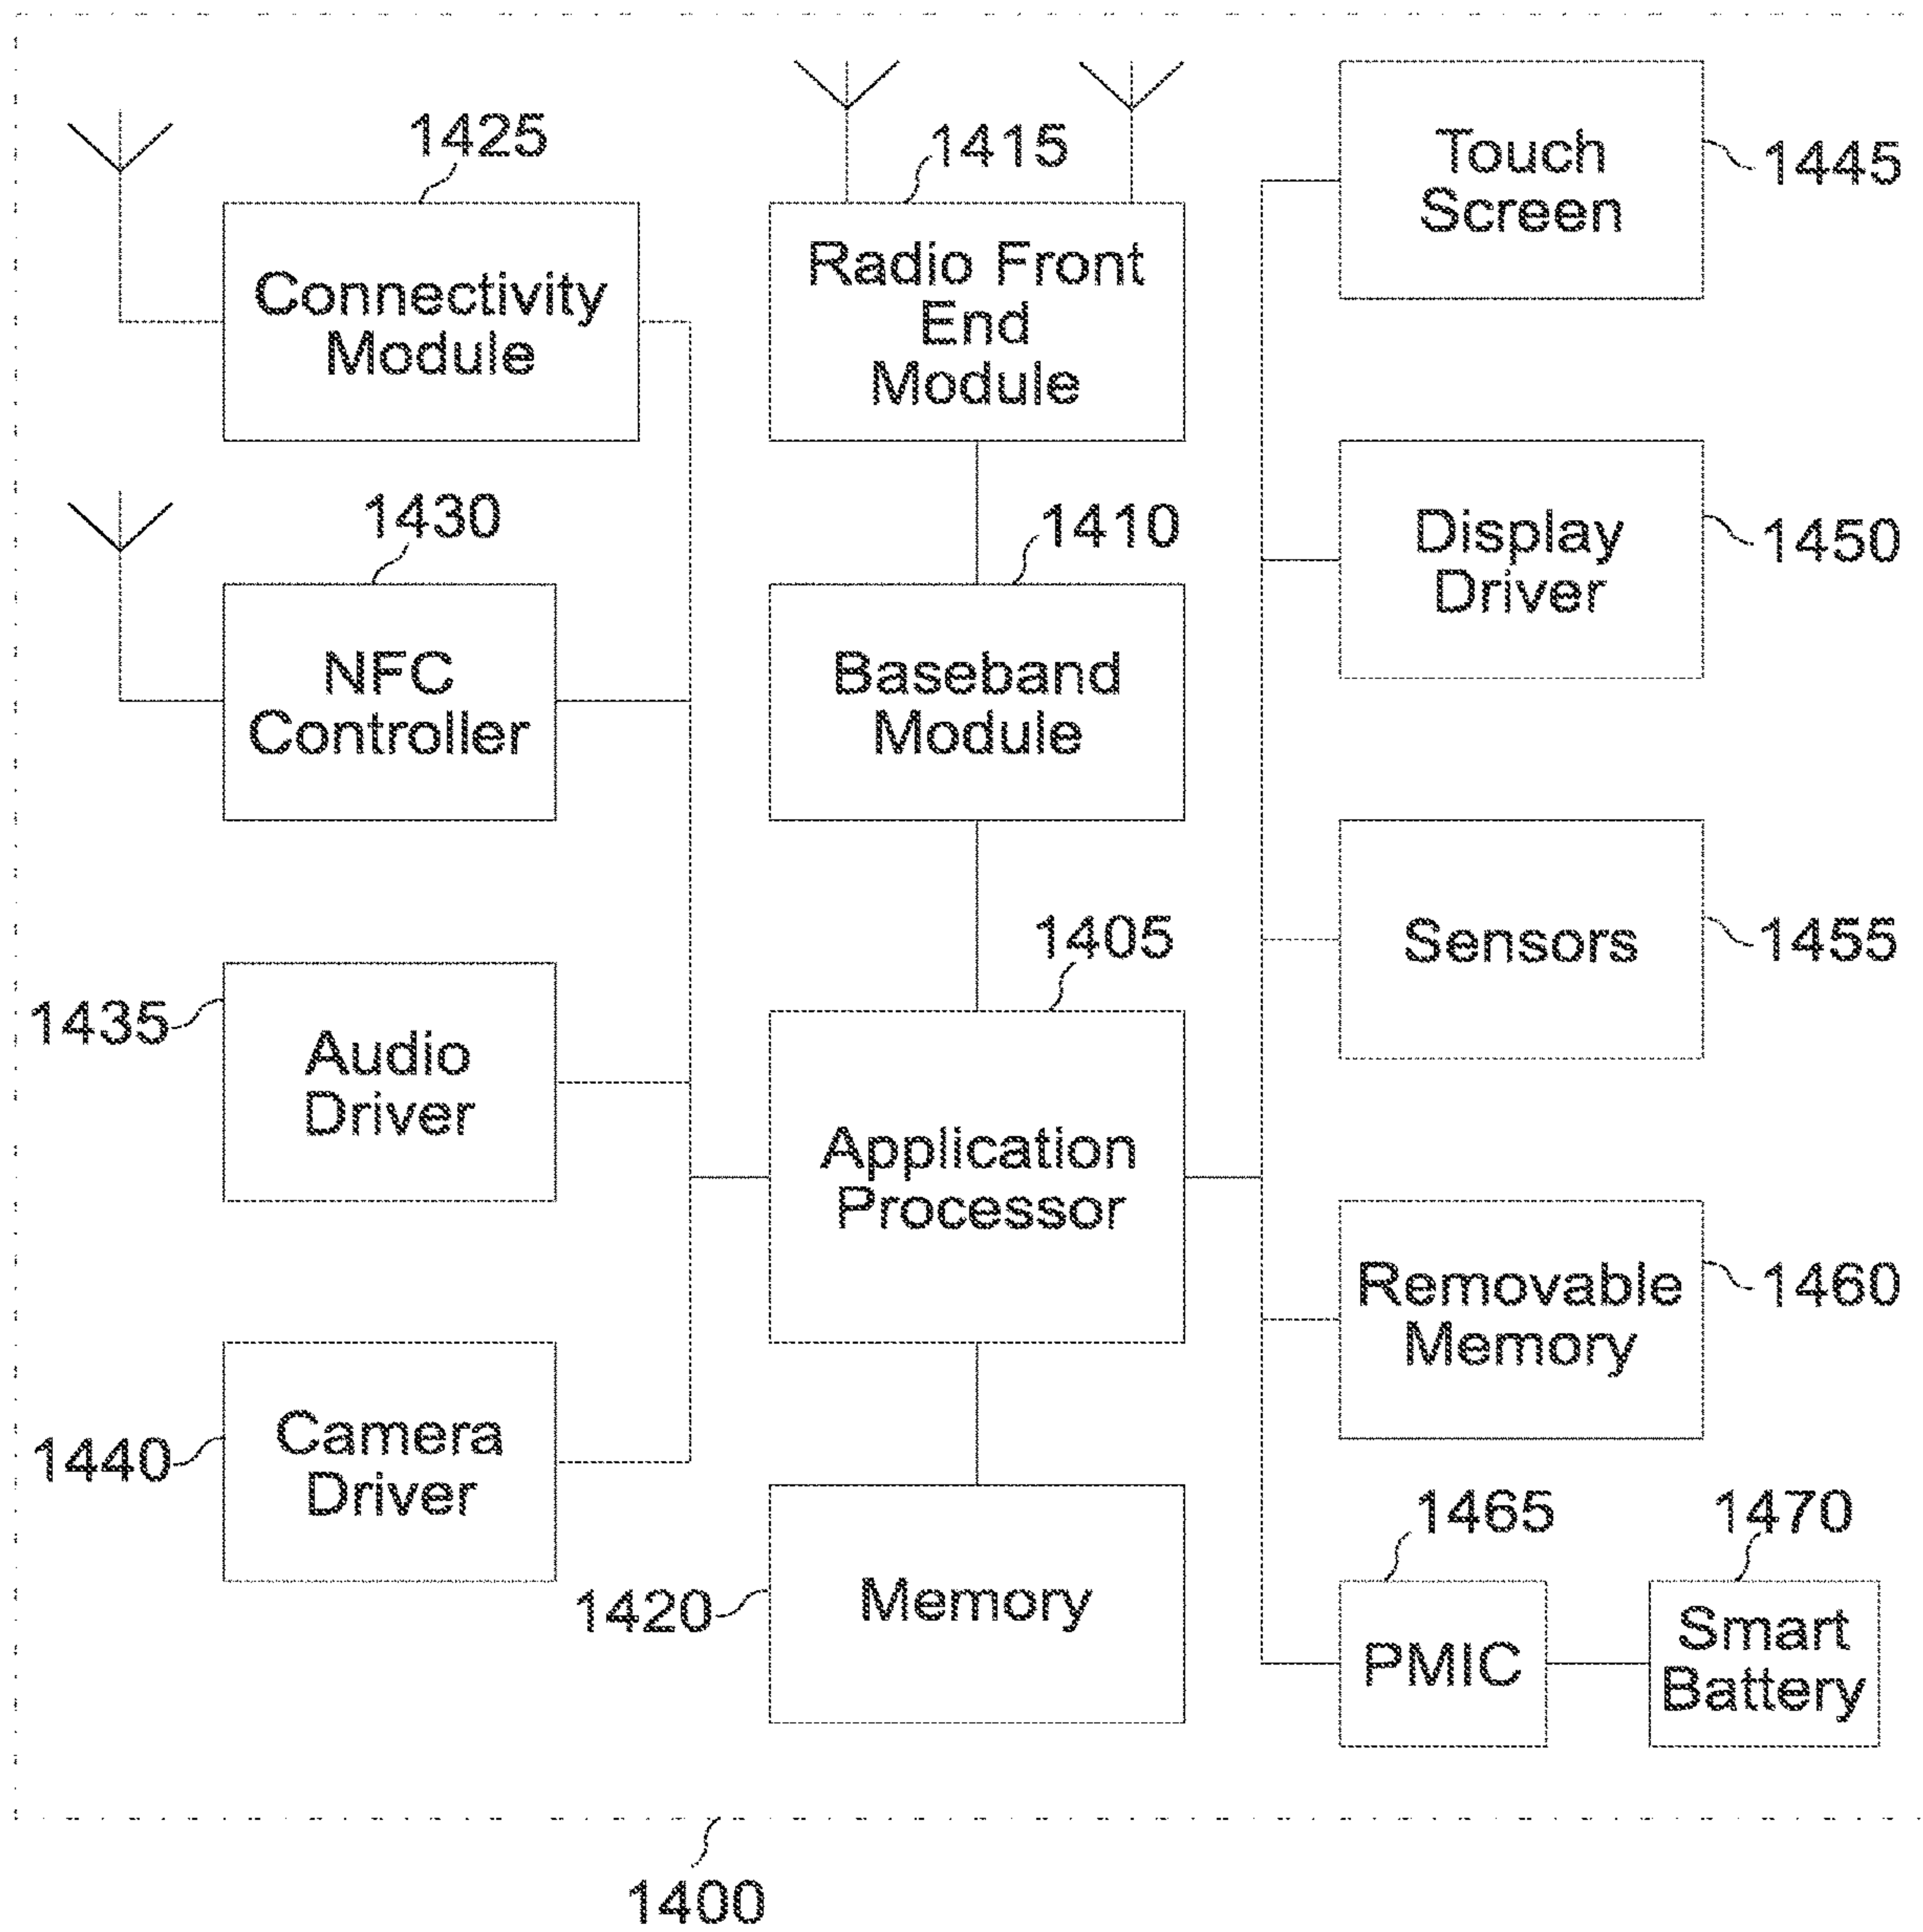 1425
Connectivity
Module
1415
Radio Front
End
Module
Touch
Screen
1445
1430
NFC
Controller
1410
Baseband
Module
Display
Driver
1450
1435
Audio
Driver
1405
Application
Processor
Sensors
1455
1440
Camera
Driver
1420
Memory
Removable
Memory
1460
1465
PMIC
1470
Smart
Battery
1400